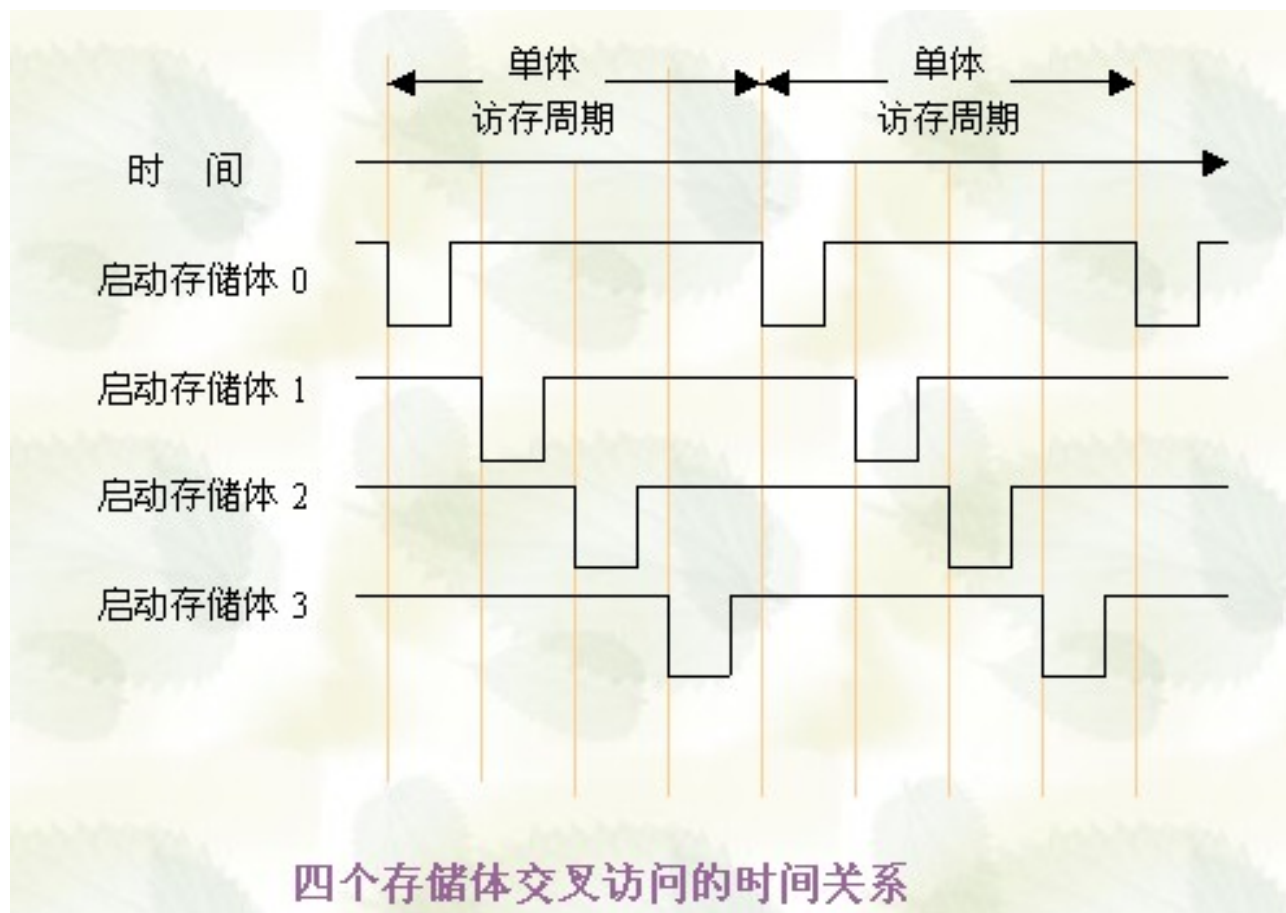 单体 单体
访存周期 访存周期
时 间
启动存储体 0
启动存储体 1
启动存储体 2
启动存储体 3
四个存储体交叉访问的时间关系